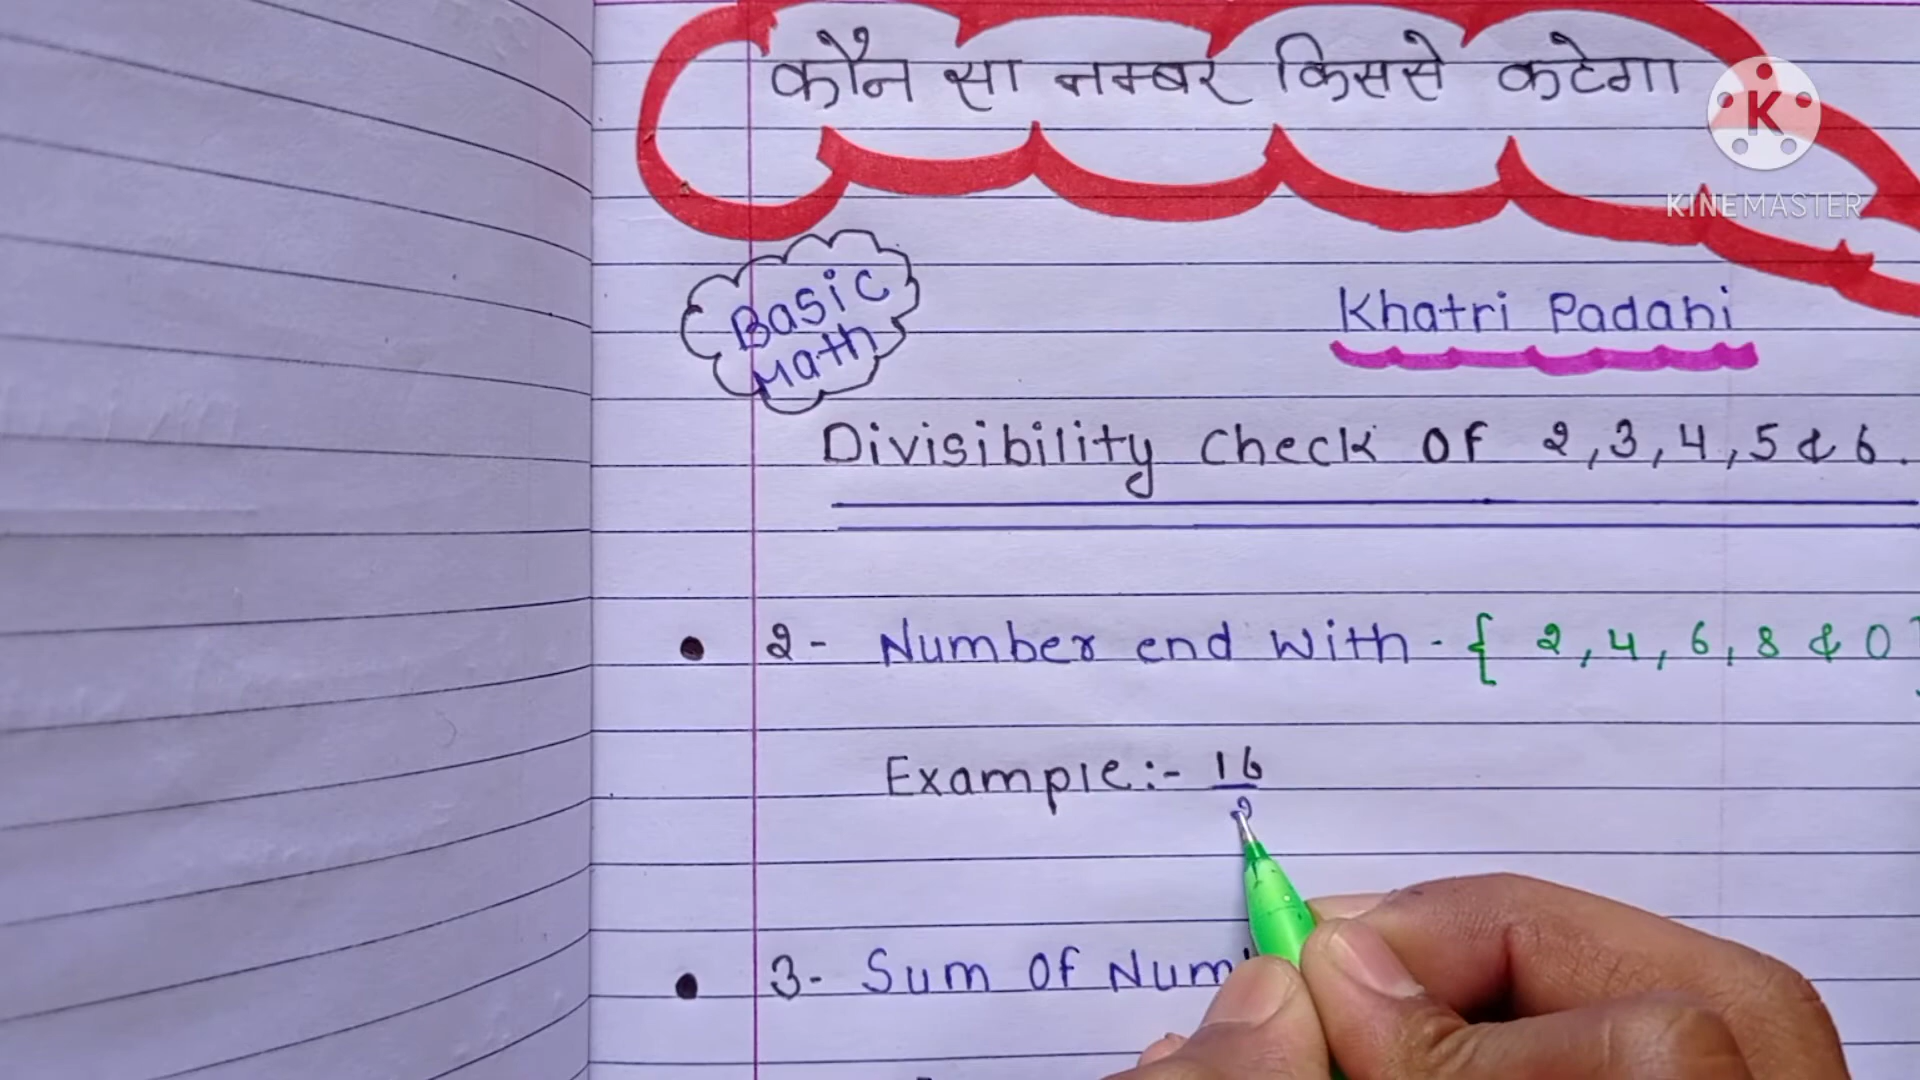 कौन सा नम्बर किससे कटेगा
K
KINEMASTER
Basic
Math
Khatri Padahi
Divisibility check of 2,3,4,5 & 6.
• 2- Number end with - { 2,4,6,8 & 0 }
Example:- 16
2
• 3- Sum of Num